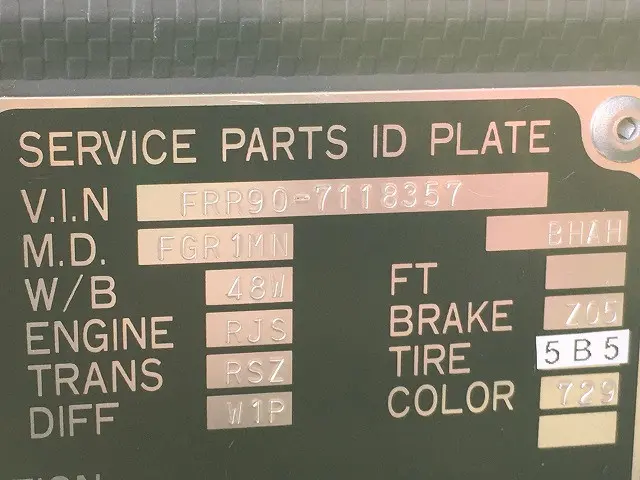 SERVICE PARTS ID PLATE
V.I.N FRR90-7118357
M.D. FGR1MN BHAH
W/B 48W FT
ENGINE RJS BRAKE Z05
TRANS RSZ TIRE 5B5
DIFF W1P COLOR 729